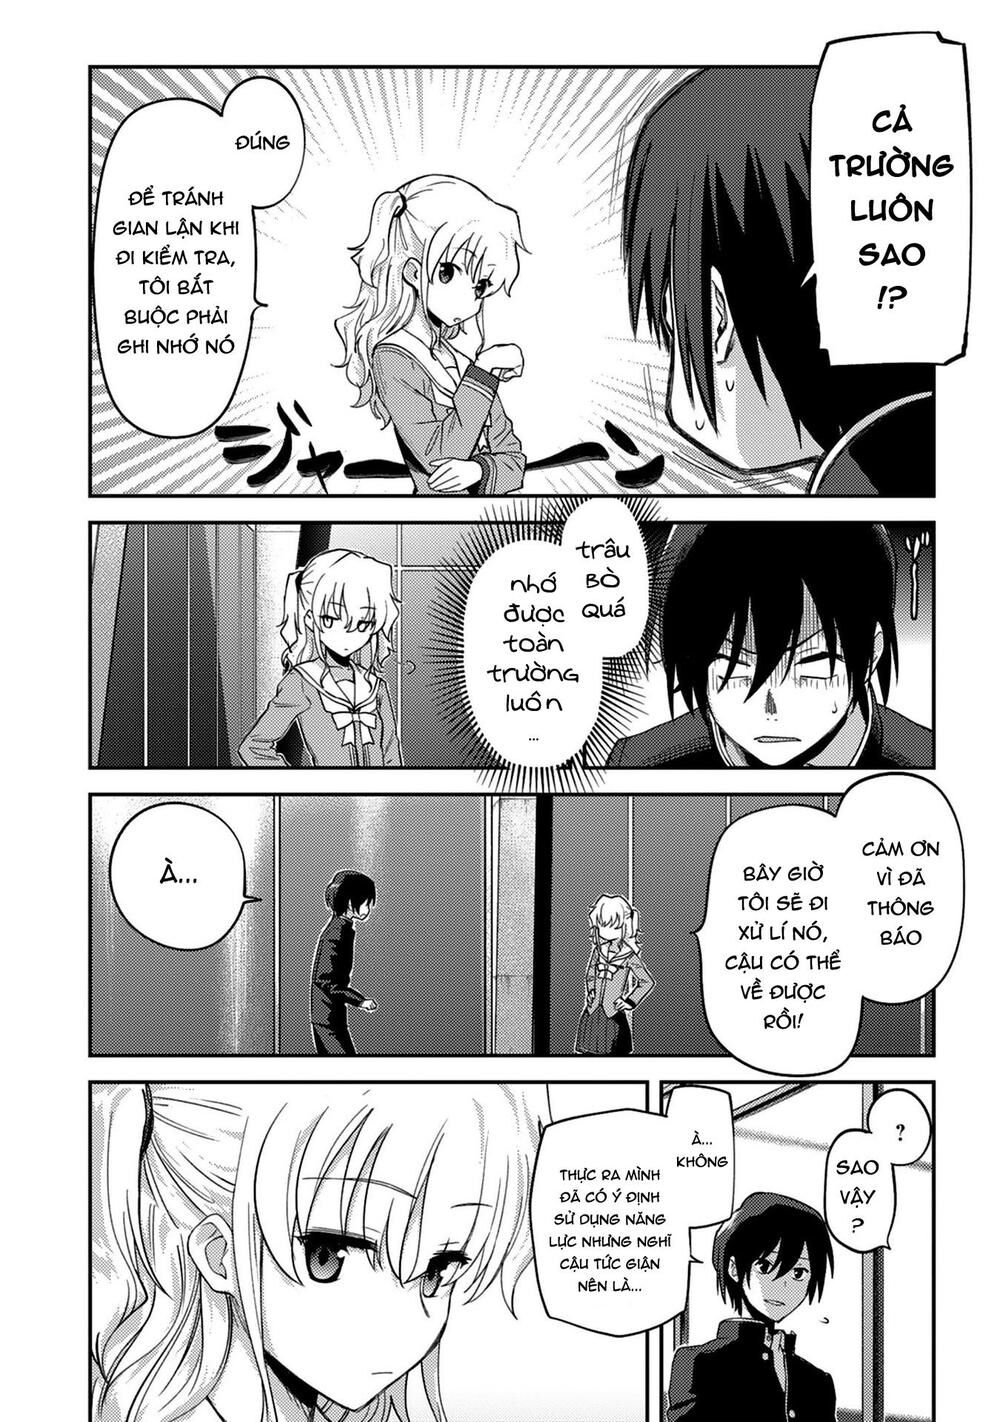 CẢ
TRƯỜNG
LUÔN
SAO
!?
ĐÚNG
ĐỂ TRÁNH
GIAN LẬN KHI
ĐI KIỂM TRA,
TÔI BẮT
BUỘC PHẢI
GHI NHỚ NÓ
ジャーーン
trâu
bò
quá
nhớ
được
toàn
trường
luôn
...
CẢM ƠN
VÌ ĐÃ
THÔNG
BÁO
BÂY GIỜ
TÔI SẼ ĐI
XỬ LÍ NÓ,
CẬU CÓ THỂ
VỀ ĐƯỢC
RỒI!
À...
?
SAO
VẬY
?
À...
KHÔNG
THỰC RA MÌNH
ĐÃ CÓ Ý ĐỊNH
SỬ DỤNG NĂNG
LỰC NHƯNG NGHĨ
CẬU TỨC GIẬN
NÊN LÀ...